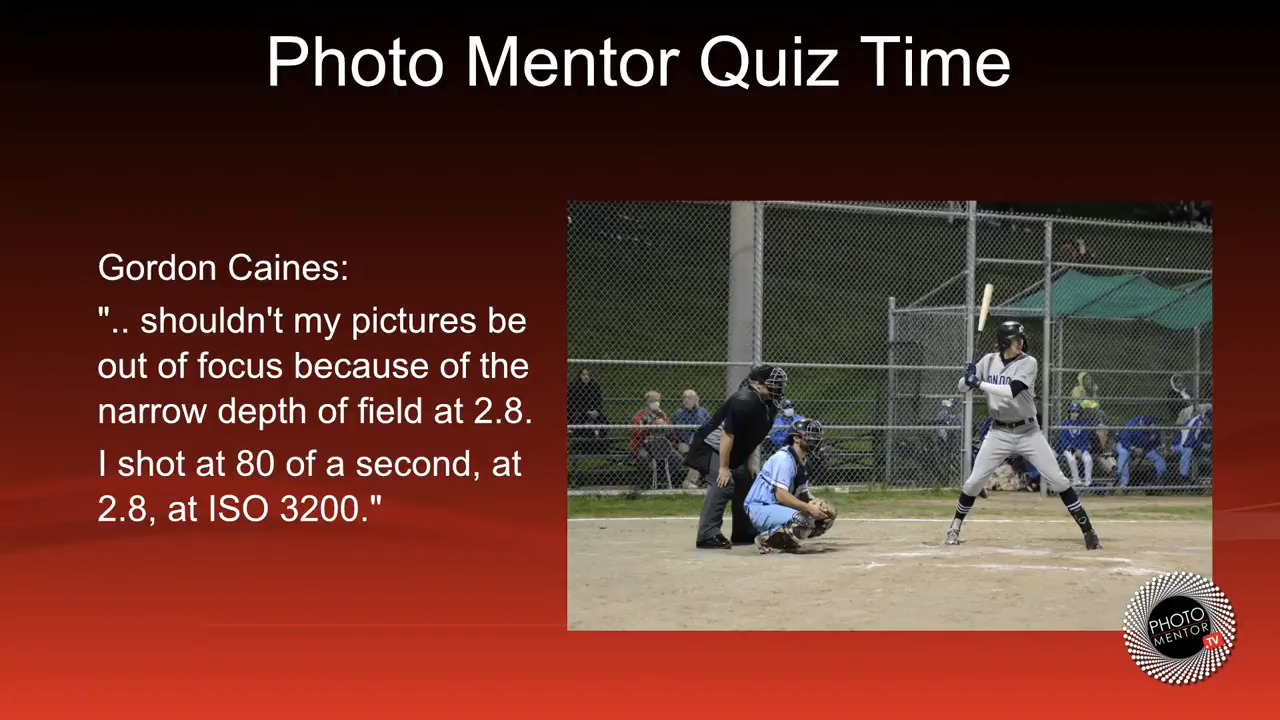 Photo Mentor Quiz Time
Gordon Caines:
".. shouldn't my pictures be
out of focus because of the
narrow depth of field at 2.8.
I shot at 80 of a second, at
2.8, at ISO 3200."
PHOTO
MENTOR
TV